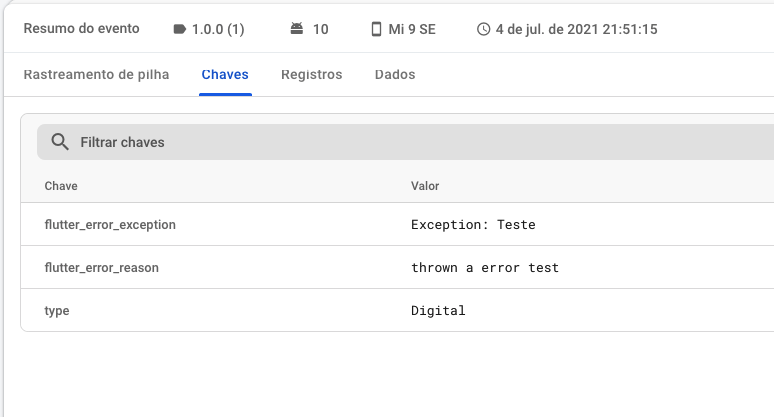 Resumo do evento 1.0.0 (1) 10 Mi 9 SE 4 de jul. de 2021 21:51:15
Rastreamento de pilha Chaves Registros Dados
Filtrar chaves
Chave Valor
flutter_error_exception Exception: Teste
flutter_error_reason thrown a error test
type Digital